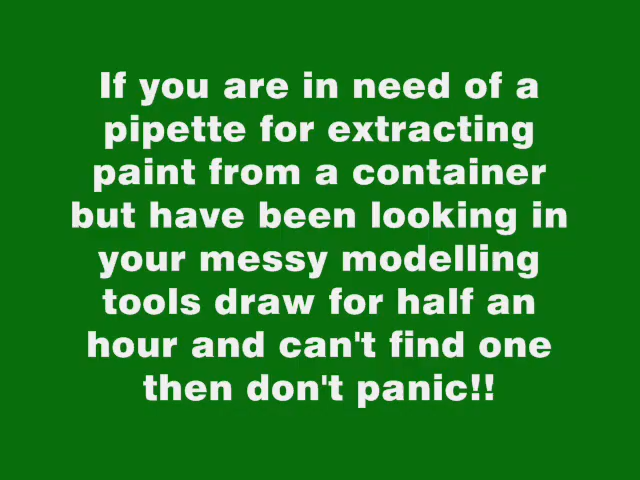 If you are in need of a
pipette for extracting
paint from a container
but have been looking in
your messy modelling
tools draw for half an
hour and can't find one
then don't panic!!